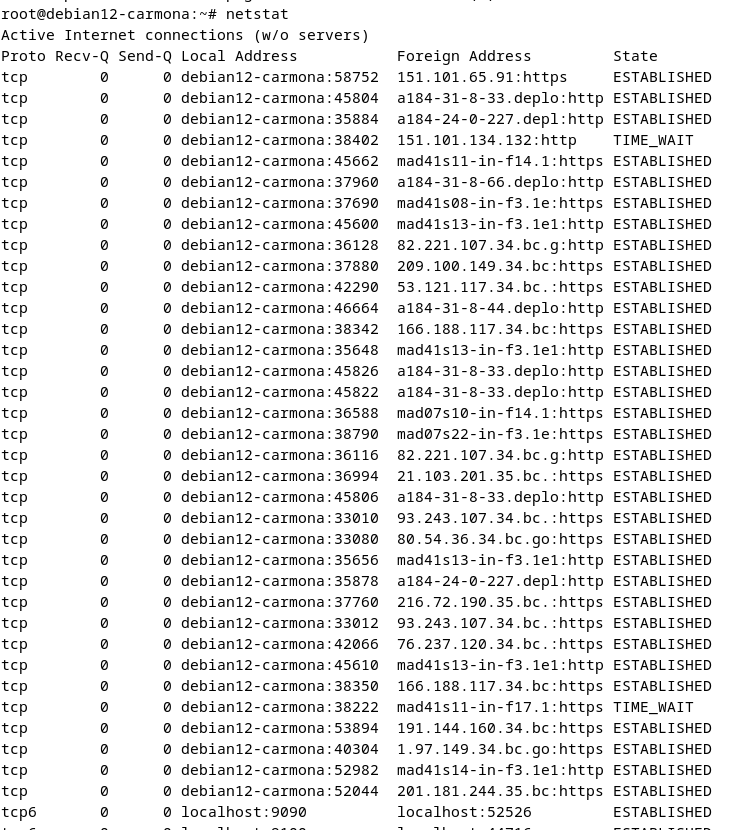 root@debian12-carmona:~# netstat
Active Internet connections (w/o servers)
Proto Recv-Q Send-Q Local Address           Foreign Address         State
tcp        0      0 debian12-carmona:58752  151.101.65.91:https     ESTABLISHED
tcp        0      0 debian12-carmona:45804  a184-31-8-33.deplo:http ESTABLISHED
tcp        0      0 debian12-carmona:35884  a184-24-0-227.depl:http ESTABLISHED
tcp        0      0 debian12-carmona:38402  151.101.134.132:http    TIME_WAIT
tcp        0      0 debian12-carmona:45662  mad41s11-in-f14.1:https ESTABLISHED
tcp        0      0 debian12-carmona:37960  a184-31-8-66.deplo:http ESTABLISHED
tcp        0      0 debian12-carmona:37690  mad41s08-in-f3.1e:https ESTABLISHED
tcp        0      0 debian12-carmona:45600  mad41s13-in-f3.1e1:http ESTABLISHED
tcp        0      0 debian12-carmona:36128  82.221.107.34.bc.g:http ESTABLISHED
tcp        0      0 debian12-carmona:37880  209.100.149.34.bc:https ESTABLISHED
tcp        0      0 debian12-carmona:42290  53.121.117.34.bc.:https ESTABLISHED
tcp        0      0 debian12-carmona:46664  a184-31-8-44.deplo:http ESTABLISHED
tcp        0      0 debian12-carmona:38342  166.188.117.34.bc:https ESTABLISHED
tcp        0      0 debian12-carmona:35648  mad41s13-in-f3.1e1:http ESTABLISHED
tcp        0      0 debian12-carmona:45826  a184-31-8-33.deplo:http ESTABLISHED
tcp        0      0 debian12-carmona:45822  a184-31-8-33.deplo:http ESTABLISHED
tcp        0      0 debian12-carmona:36588  mad07s10-in-f14.1:https ESTABLISHED
tcp        0      0 debian12-carmona:38790  mad07s22-in-f3.1e:https ESTABLISHED
tcp        0      0 debian12-carmona:36116  82.221.107.34.bc.g:http ESTABLISHED
tcp        0      0 debian12-carmona:36994  21.103.201.35.bc.:https ESTABLISHED
tcp        0      0 debian12-carmona:45806  a184-31-8-33.deplo:http ESTABLISHED
tcp        0      0 debian12-carmona:33010  93.243.107.34.bc.:https ESTABLISHED
tcp        0      0 debian12-carmona:33080  80.54.36.34.bc.go:https ESTABLISHED
tcp        0      0 debian12-carmona:35656  mad41s13-in-f3.1e1:http ESTABLISHED
tcp        0      0 debian12-carmona:35878  a184-24-0-227.depl:http ESTABLISHED
tcp        0      0 debian12-carmona:37760  216.72.190.35.bc.:https ESTABLISHED
tcp        0      0 debian12-carmona:33012  93.243.107.34.bc.:https ESTABLISHED
tcp        0      0 debian12-carmona:42066  76.237.120.34.bc.:https ESTABLISHED
tcp        0      0 debian12-carmona:45610  mad41s13-in-f3.1e1:http ESTABLISHED
tcp        0      0 debian12-carmona:38350  166.188.117.34.bc:https ESTABLISHED
tcp        0      0 debian12-carmona:38222  mad41s11-in-f17.1:https TIME_WAIT
tcp        0      0 debian12-carmona:53894  191.144.160.34.bc:https ESTABLISHED
tcp        0      0 debian12-carmona:40304  1.97.149.34.bc.go:https ESTABLISHED
tcp        0      0 debian12-carmona:52982  mad41s14-in-f3.1e1:http ESTABLISHED
tcp        0      0 debian12-carmona:52044  201.181.244.35.bc:https ESTABLISHED
tcp6       0      0 localhost:9090          localhost:52526         ESTABLISHED